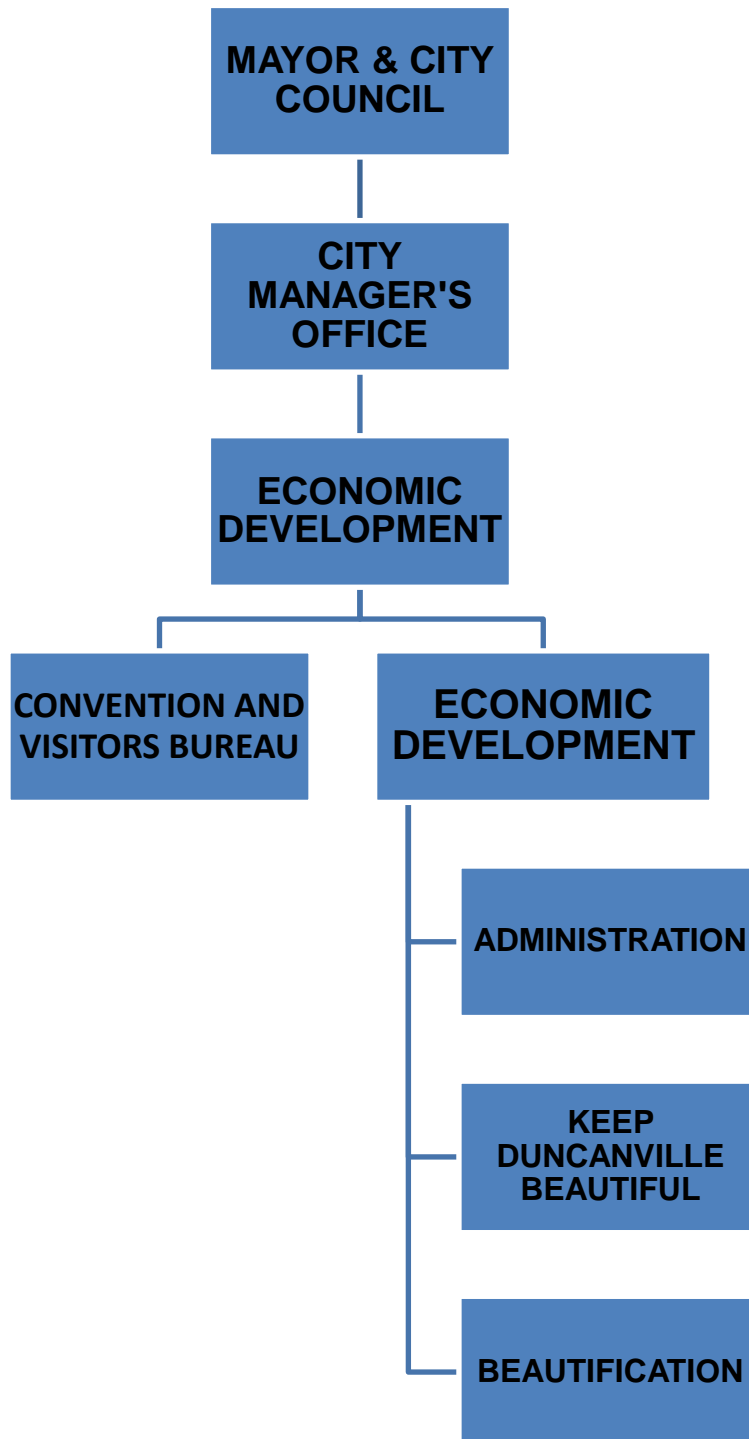 MAYOR & CITY
COUNCIL
CITY
MANAGER'S
OFFICE
ECONOMIC
DEVELOPMENT
CONVENTION AND
VISITORS BUREAU
ECONOMIC
DEVELOPMENT
ADMINISTRATION
KEEP
DUNCANVILLE
BEAUTIFUL
BEAUTIFICATION